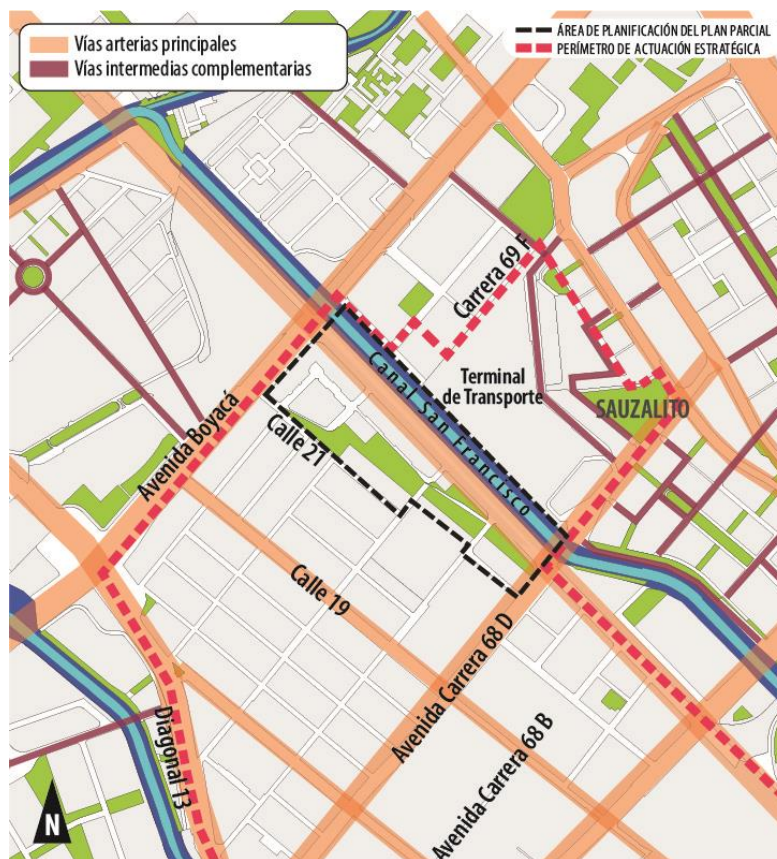 Vías arterias principales
Vías intermedias complementarias
ÁREA DE PLANIFICACIÓN DEL PLAN PARCIAL
PERÍMETRO DE ACTUACIÓN ESTRATÉGICA
Carrera 69 F
Terminal
de Transporte
Canal San Francisco
SAUZALITO
Avenida Boyacá
Calle 21
Calle 19
Avenida Carrera 68 D
Diagonal 13
Avenida Carrera 68 B
N